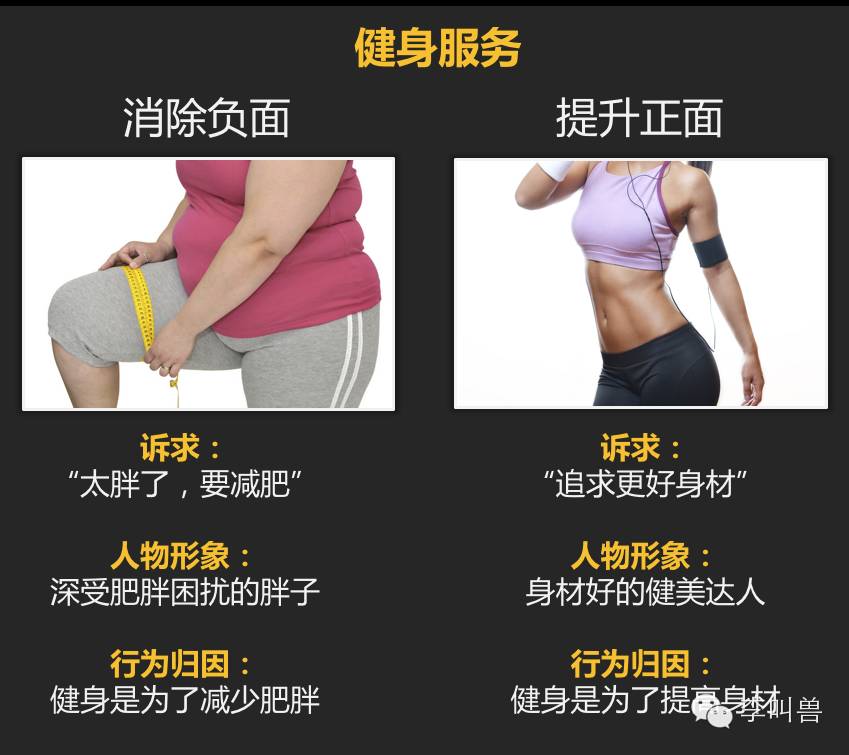 健身服务
消除负面
提升正面
诉求：
“太胖了，要减肥”
人物形象：
深受肥胖困扰的胖子
行为归因：
健身是为了减少肥胖
诉求：
“追求更好身材”
人物形象：
身材好的健美达人
行为归因：
健身是为了提高身材
李叫兽